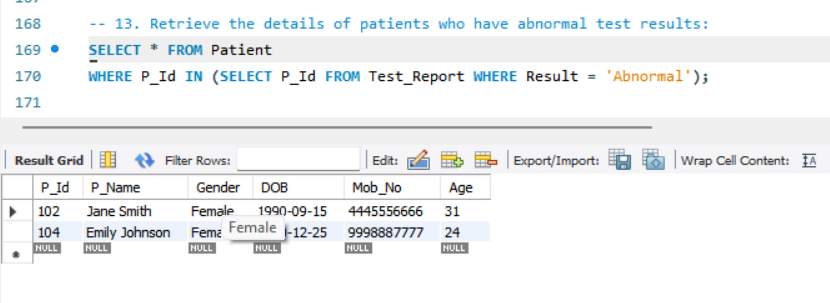 168 -- 13. Retrieve the details of patients who have abnormal test results:
169 SELECT * FROM Patient
170 WHERE P_Id IN (SELECT P_Id FROM Test_Report WHERE Result = 'Abnormal');
171
Result Grid Filter Rows: Edit: Export/Import: Wrap Cell Content:
P_Id P_Name Gender DOB Mob_No Age
102 Jane Smith Female 1990-09-15 4445556666 31
104 Emily Johnson -12-25 9998887777 24
Female
NULL NULL NULL NULL NULL NULL